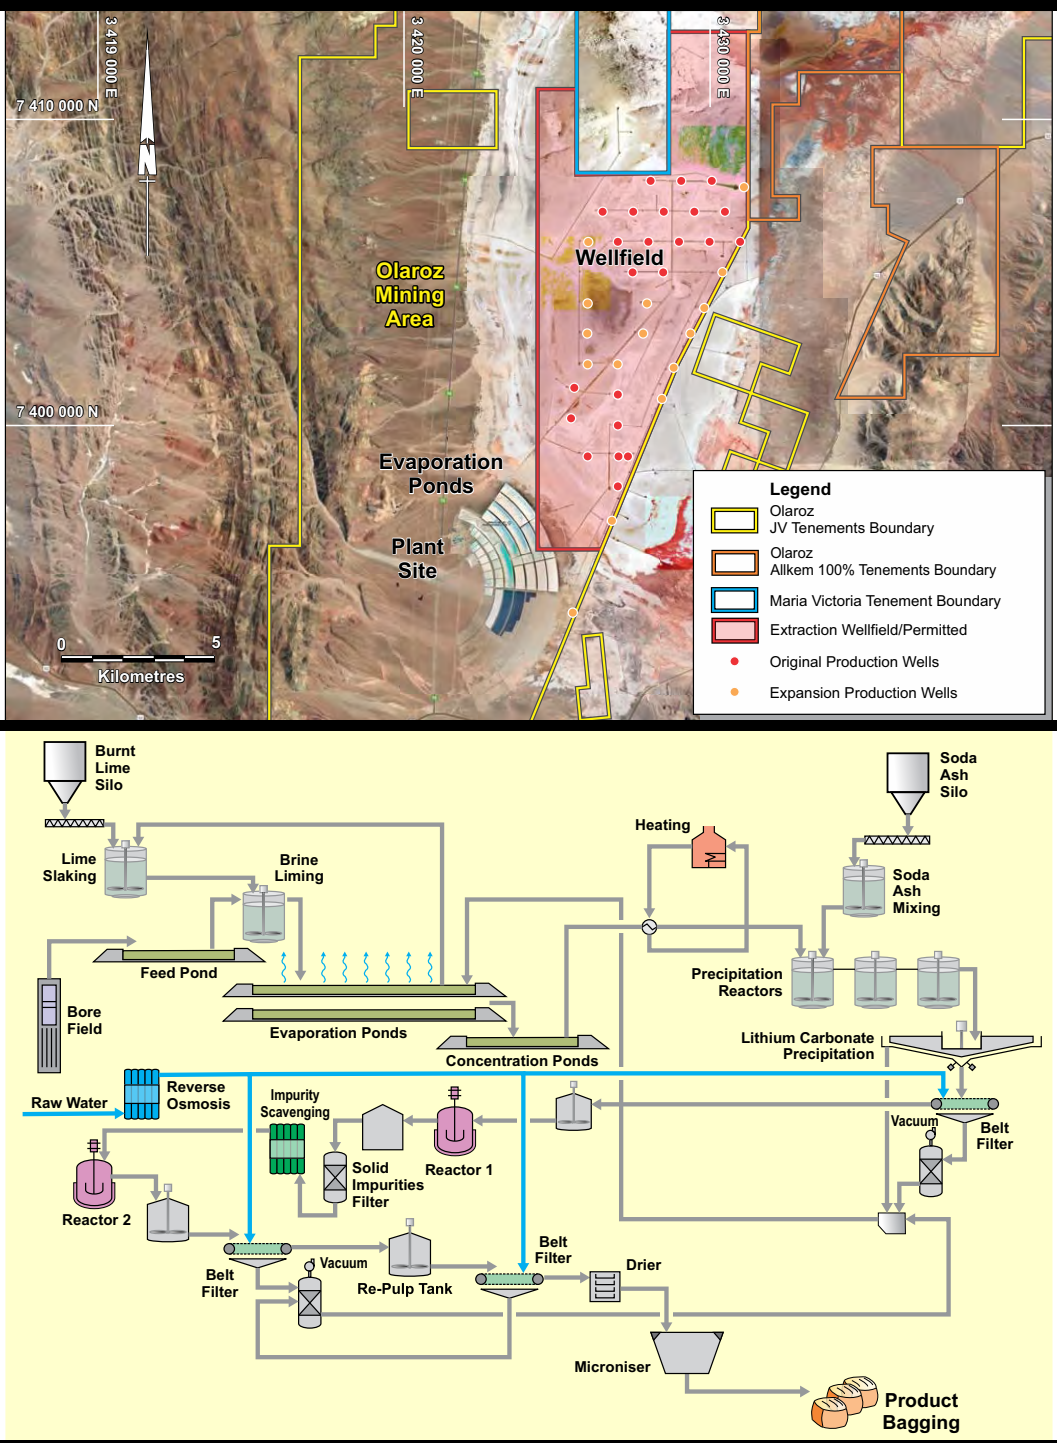 3 419 000 E
3 420 000 E
3 430 000 E
7 410 000 N
N
Olaroz
Mining
Area
Wellfield
7 400 000 N
Evaporation
Ponds
Plant
Site
0
5
Kilometres
Legend
Olaroz
JV Tenements Boundary
Olaroz
Allkem 100% Tenements Boundary
Maria Victoria Tenement Boundary
Extraction Wellfield/Permitted
Original Production Wells
Expansion Production Wells
Burnt
Lime
Silo
Soda
Ash
Silo
Heating
Lime
Slaking
Brine
Liming
Soda
Ash
Mixing
Feed Pond
Precipitation
Reactors
Bore
Field
Evaporation Ponds
Lithium Carbonate
Precipitation
Concentration Ponds
Raw Water
Reverse
Osmosis
Impurity
Scavenging
Vacuum
Belt
Filter
Solid
Impurities
Filter
Reactor 1
Reactor 2
Belt
Filter
Vacuum
Re-Pulp Tank
Belt
Filter
Drier
Microniser
Product
Bagging